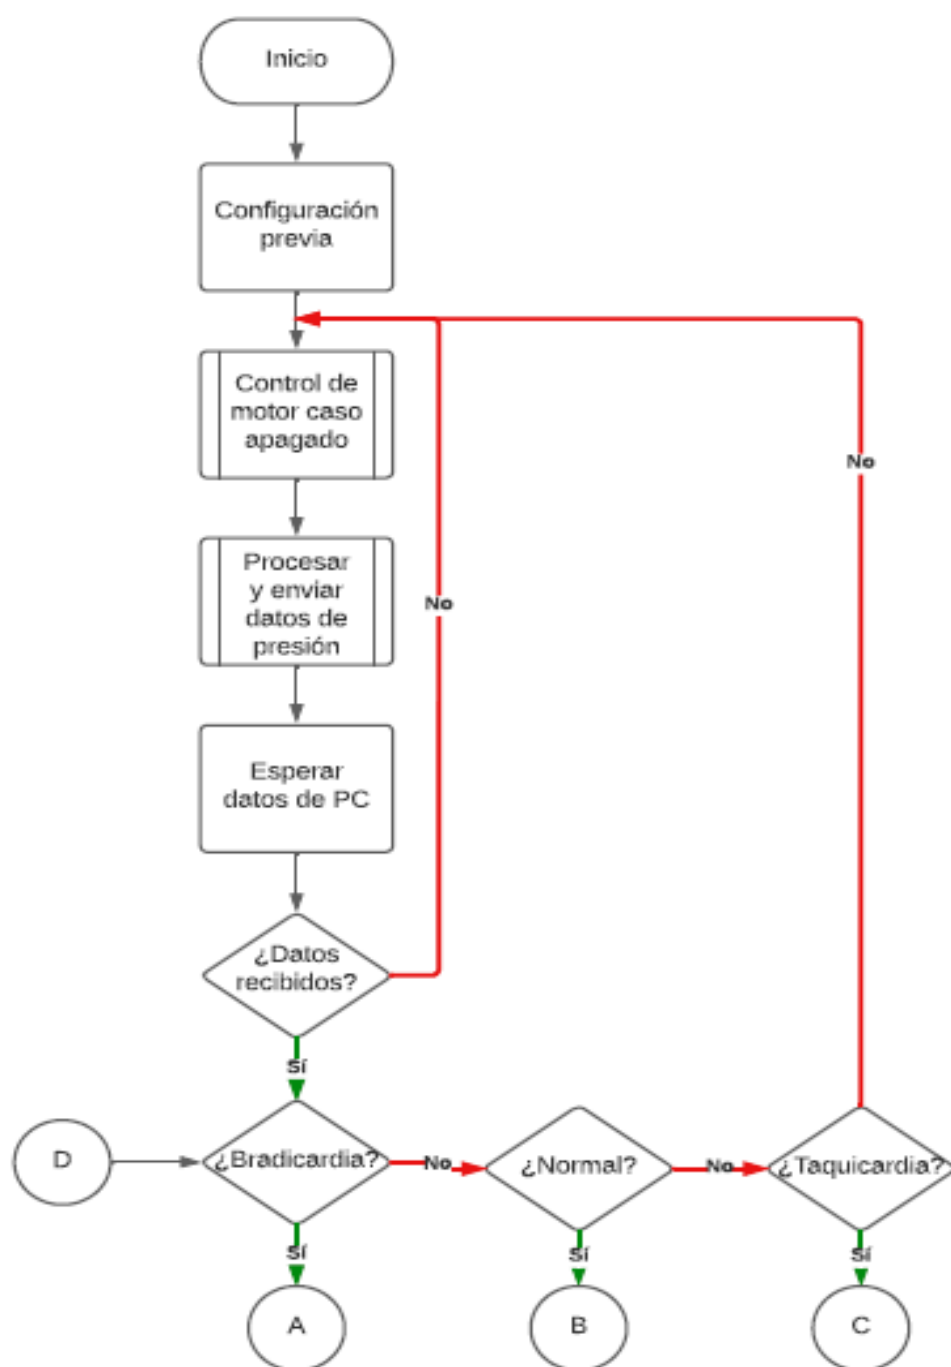 Inicio
Configuración
previa
Control de
motor caso
apagado
No
Procesar
y enviar
datos de
presión
No
Esperar
datos de PC
¿Datos
recibidos?
Sí
D
¿Bradicardia?
No
¿Normal?
No
¿Taquicardia?
Sí
Sí
Sí
A
B
C